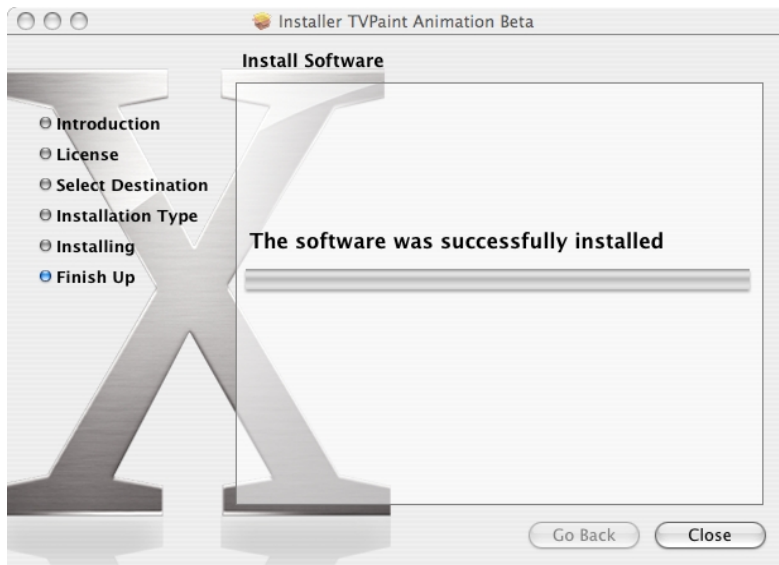 Installer TVPaint Animation Beta
Install Software
Introduction
License
Select Destination
Installation Type
Installing
Finish Up
The software was successfully installed
Go Back
Close